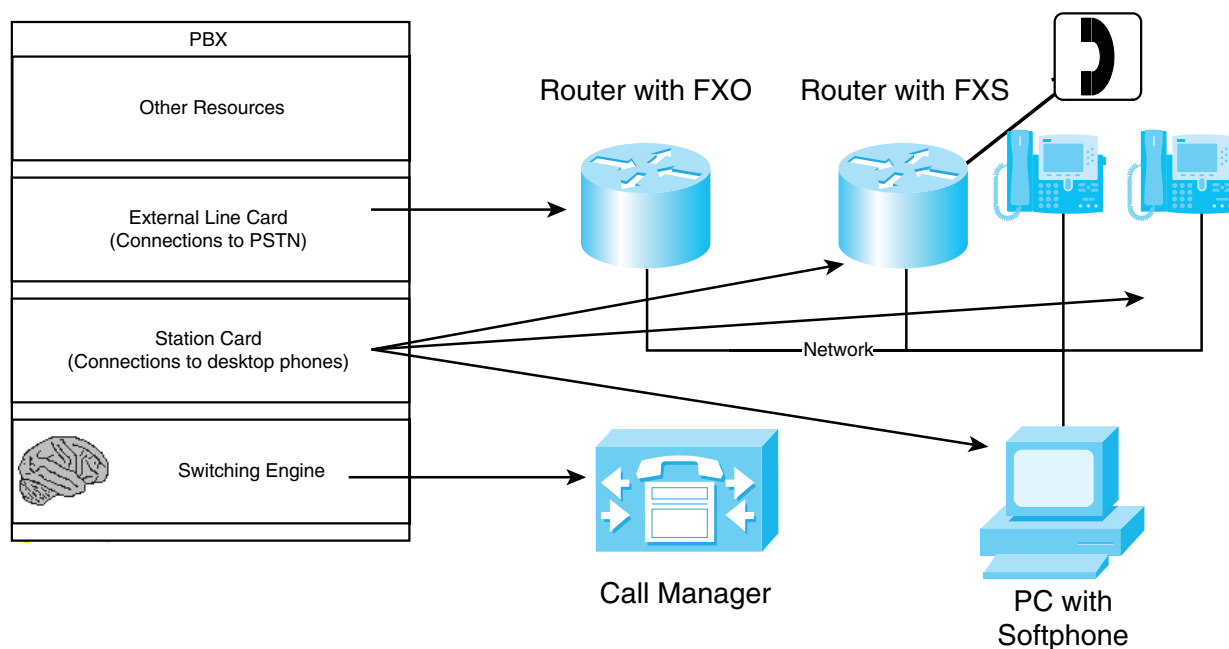 PBX
Other Resources
External Line Card
(Connections to PSTN)
Station Card
(Connections to desktop phones)
Switching Engine
Router with FXO
Router with FXS
Network
Call Manager
PC with
Softphone